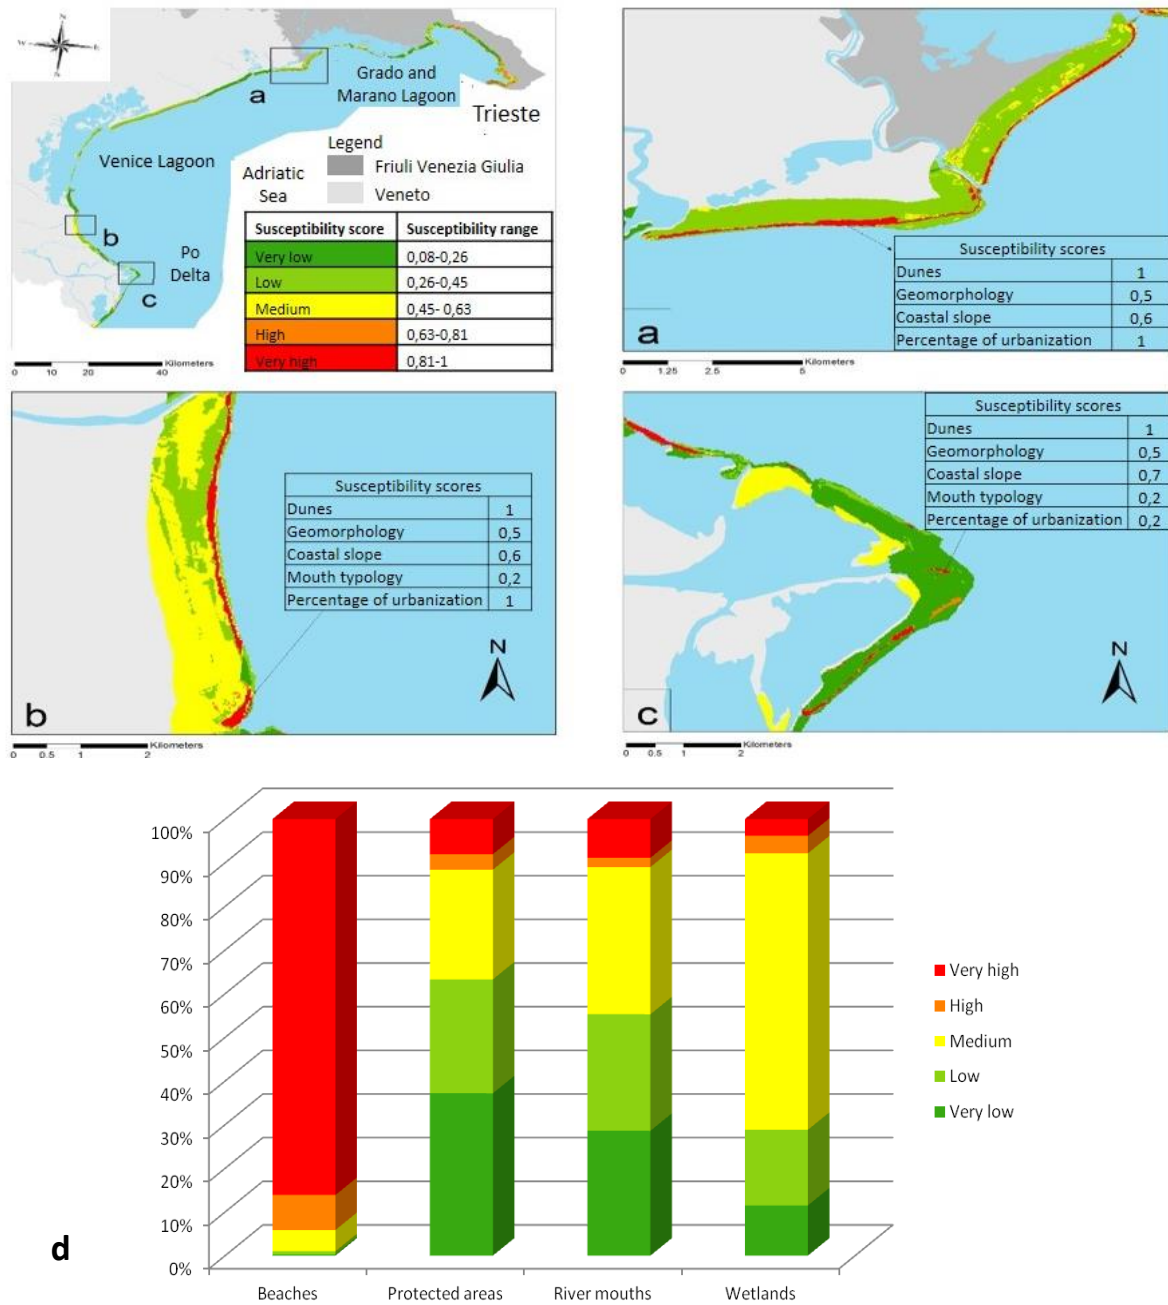 N
W
E
S
Grado and
Marano Lagoon
a
Trieste
Legend
Venice Lagoon
Friuli Venezia Giulia
Adriatic
Sea
Veneto
b
Po
Delta
c
Susceptibility score Susceptibility range
Very low 0,08-0,26
Low 0,26-0,45
Medium 0,45- 0,63
High 0,63-0,81
Very high 0,81-1
Kilometers
0 10 20 40
Susceptibility scores
Dunes 1
Geomorphology 0,5
Coastal slope 0,6
Percentage of urbanization 1
a
Kilometers
0 1.25 2.5 5
Susceptibility scores
Dunes 1
Geomorphology 0,5
Coastal slope 0,6
Mouth typology 0,2
Percentage of urbanization 1
N
b
Kilometers
0 0.5 1 2
Susceptibility scores
Dunes 1
Geomorphology 0,5
Coastal slope 0,7
Mouth typology 0,2
Percentage of urbanization 0,2
N
c
Kilometers
0 0.5 1 2
100%
90%
80%
70%
60%
50%
40%
30%
20%
10%
0%
Beaches Protected areas River mouths Wetlands
Very high
High
Medium
Low
Very low
d